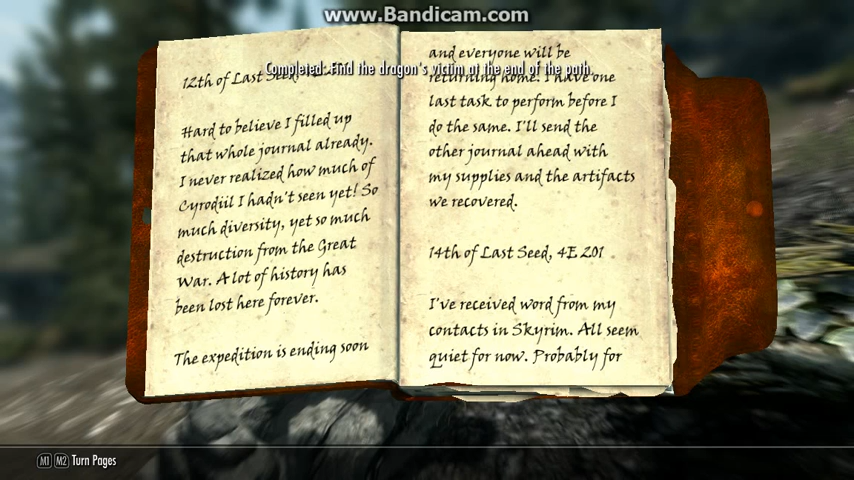 www.Bandicam.com
Completed: Find the dragon's victim at the end of the path
12th of Last Seed,
Hard to believe I filled up
that whole journal already.
I never realized how much of
Cyrodiil I hadn't seen yet! So
much diversity, yet so much
destruction from the Great
War. A lot of history has
been lost here forever.
The expedition is ending soon
and everyone will be
returning home. I have one
last task to perform before I
do the same. I'll send the
other journal ahead with
my supplies and the artifacts
we recovered.
14th of Last Seed, 4E 201
I've received word from my
contacts in Skyrim. All seem
quiet for now. Probably for
M1 M2 Turn Pages